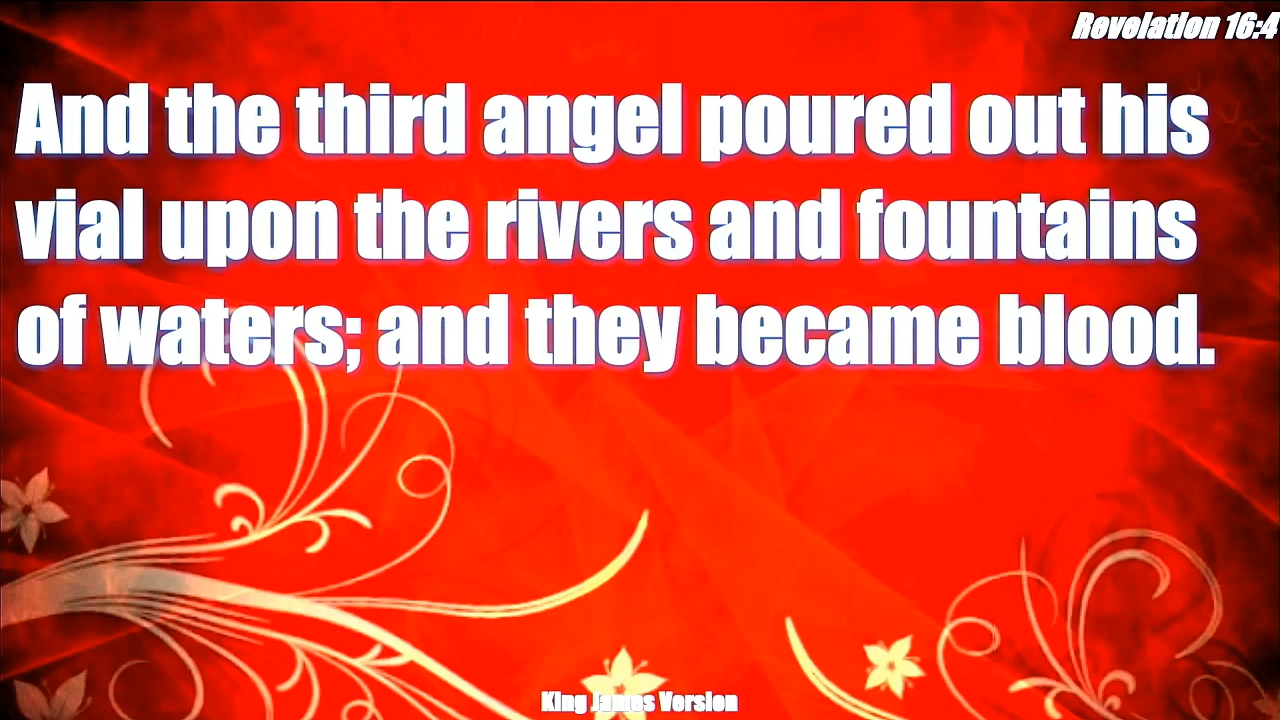 Revelation 16:4
And the third angel poured out his
vial upon the rivers and fountains
of waters; and they became blood.
King James Version